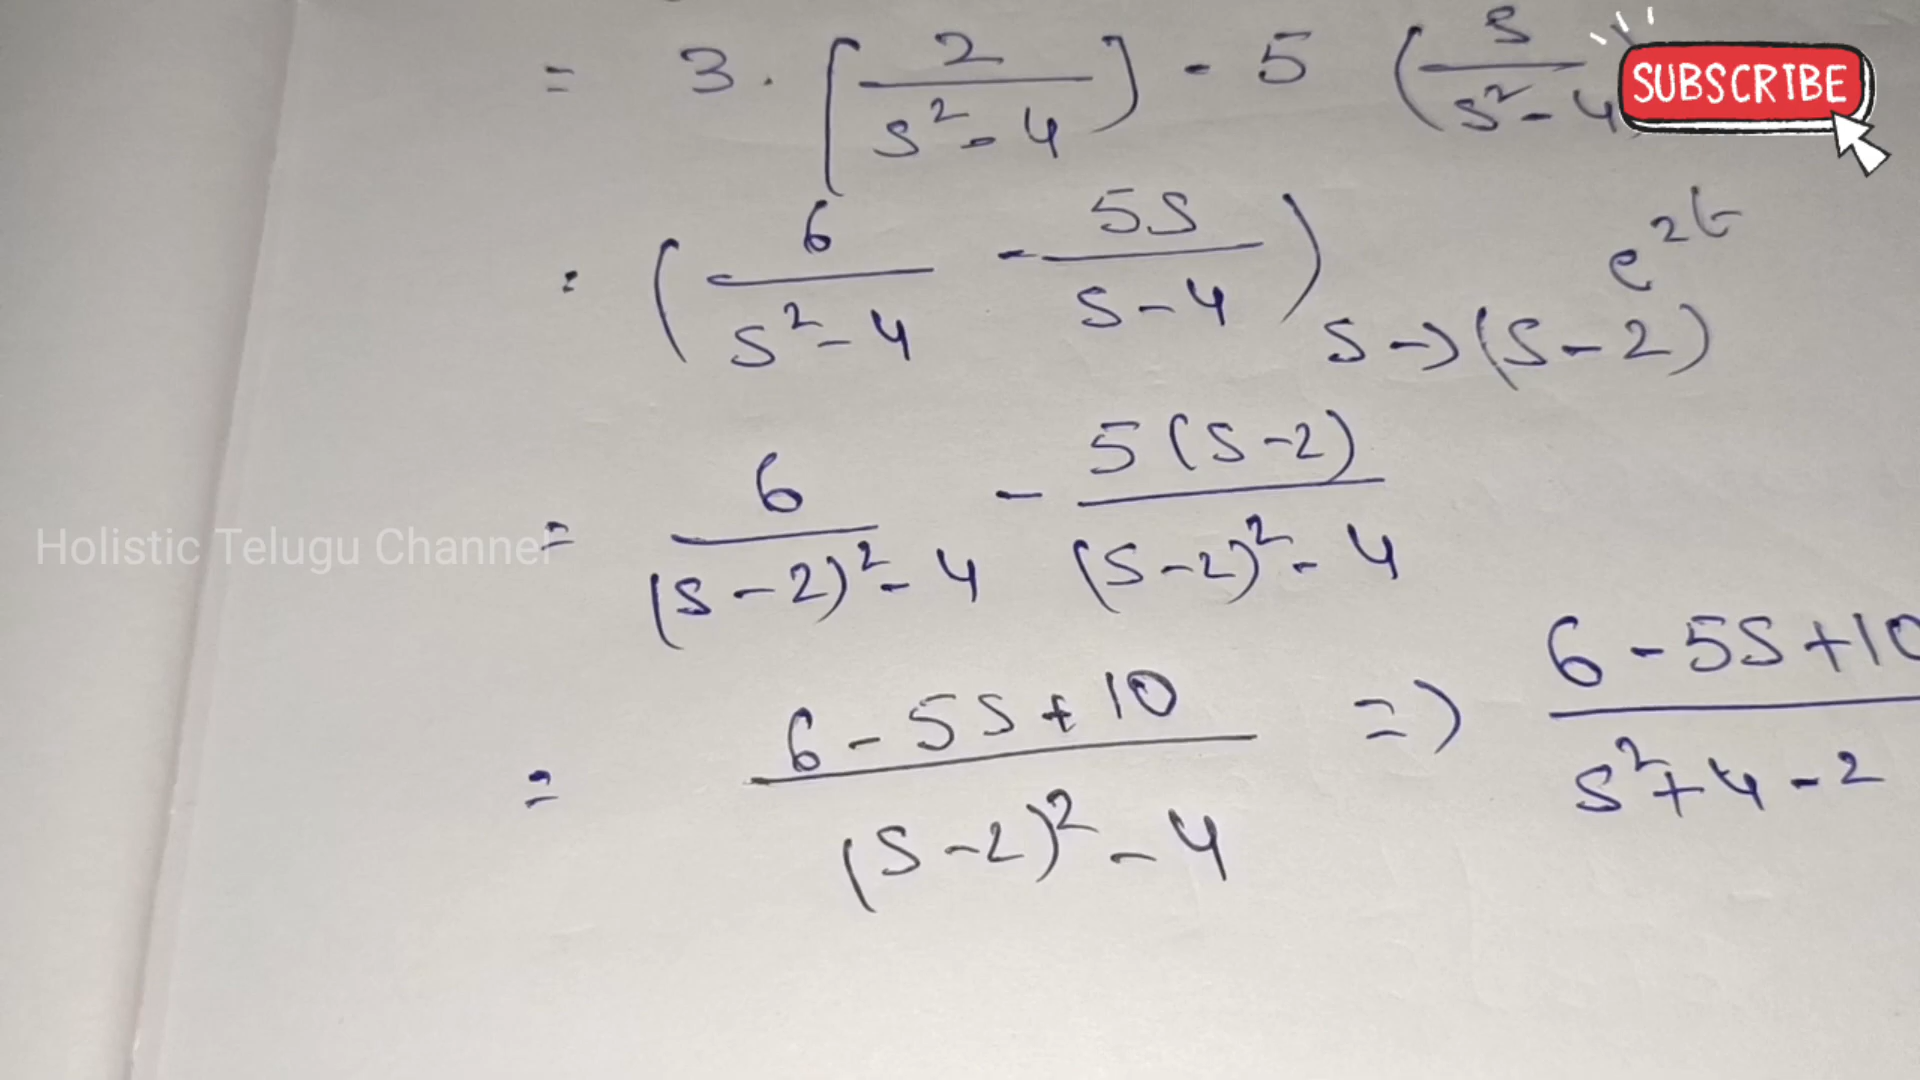 = 3 . [ 2 / s² - 4 ] - 5 ( s / s² - 4 )
SUBSCRIBE
: ( 6 / s² - 4 - 5s / s - 4 ) s → (s - 2)
e^2t
= 6 / (s - 2)² - 4 - 5(s - 2) / (s - 2)² - 4
Holistic Telugu Channel
= 6 - 5s + 10 / (s - 2)² - 4 => 6 - 5s + 10 / s² + 4 - 2